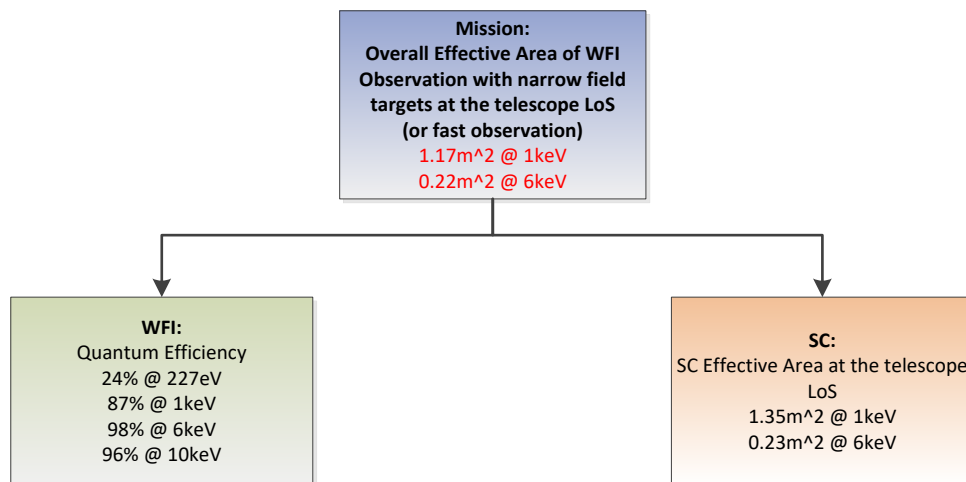 Mission:
Overall Effective Area of WFI
Observation with narrow field
targets at the telescope LoS
(or fast observation)
1.17m^2 @ 1keV
0.22m^2 @ 6keV
WFI:
Quantum Efficiency
24% @ 227eV
87% @ 1keV
98% @ 6keV
96% @ 10keV
SC:
SC Effective Area at the telescope
LoS
1.35m^2 @ 1keV
0.23m^2 @ 6keV